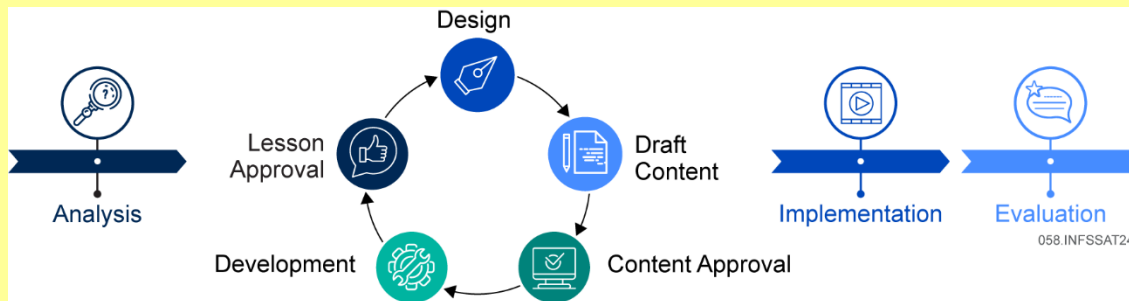 Design
Lesson
Approval
Draft
Content
Analysis
Implementation
Evaluation
058.INFSSAT24
Development
Content Approval